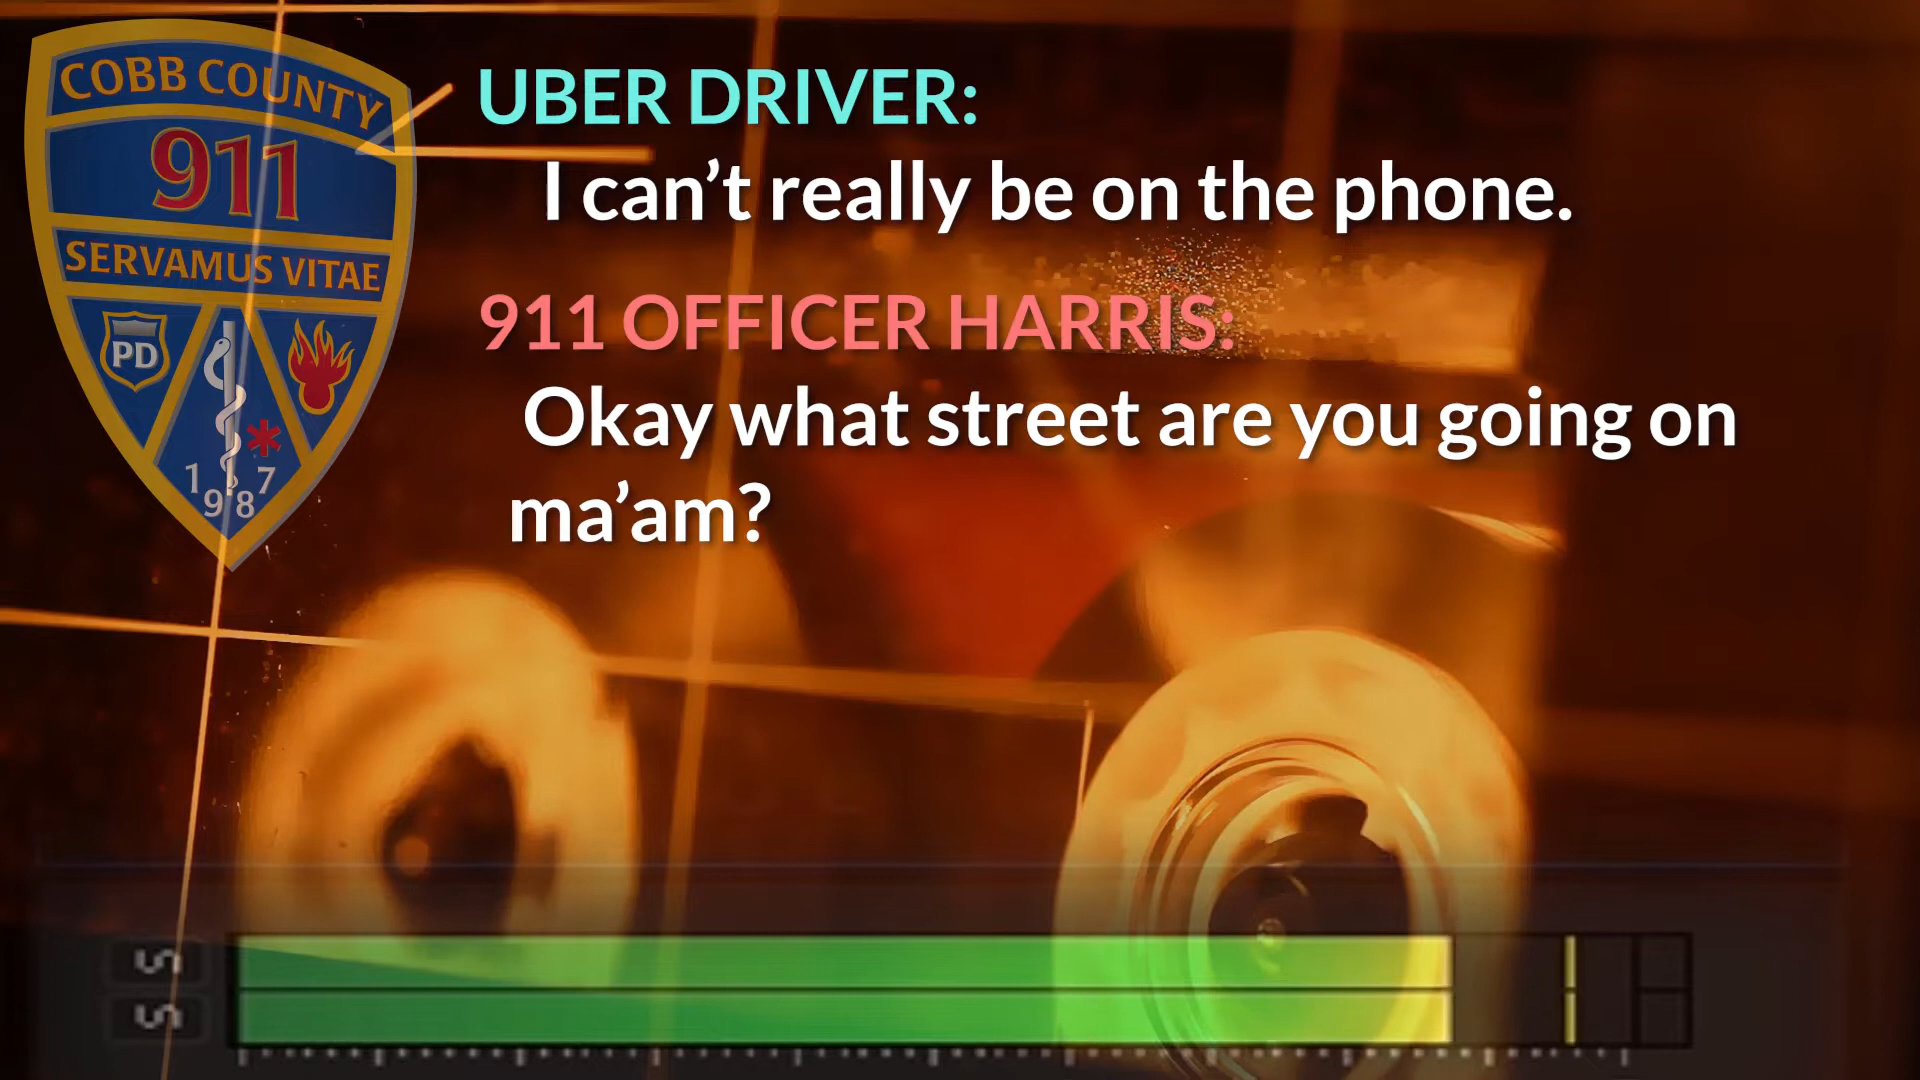 COBB COUNTY
911
SERVAMUS VITAE
PD
1987
UBER DRIVER:
I can’t really be on the phone.
911 OFFICER HARRIS:
Okay what street are you going on
ma’am?
S
S